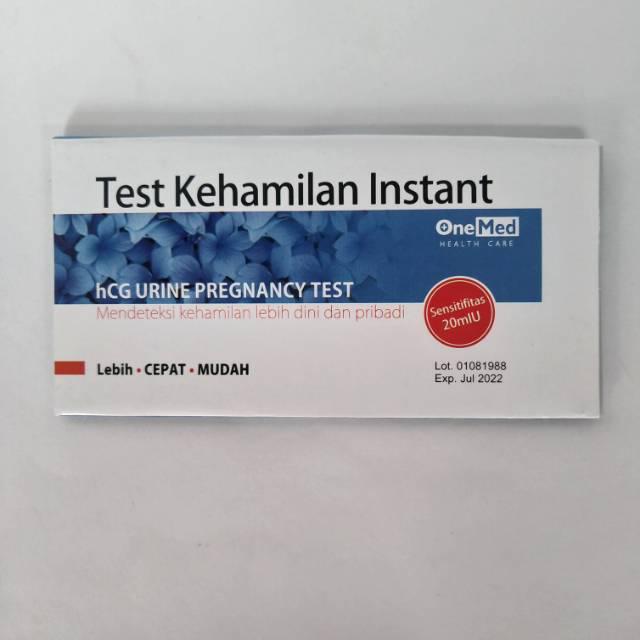 Test Kehamilan Instant
OneMed
HEALTH CARE
hCG URINE PREGNANCY TEST
Mendeteksi kehamilan lebih dini dan pribadi
Sensitifitas
20mIU
Lebih • CEPAT • MUDAH
Lot. 01081988
Exp. Jul 2022